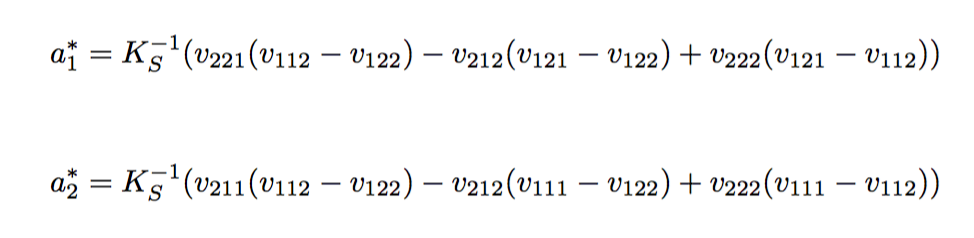 a_1^* = K_S^{-1}(v_{221}(v_{112} − v_{122}) − v_{212}(v_{121} − v_{122}) + v_{222}(v_{121} − v_{112}))
a_2^* = K_S^{-1}(v_{211}(v_{112} − v_{122}) − v_{212}(v_{111} − v_{122}) + v_{222}(v_{111} − v_{112}))